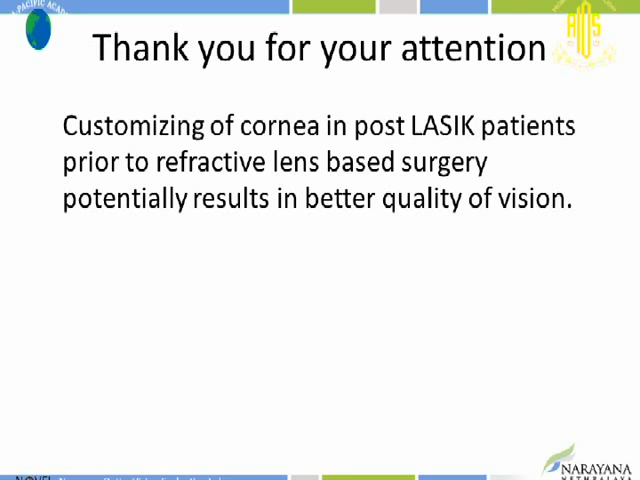 Thank you for your attention
Customizing of cornea in post LASIK patients
prior to refractive lens based surgery
potentially results in better quality of vision.
NARAYANA
NETHRALAYA